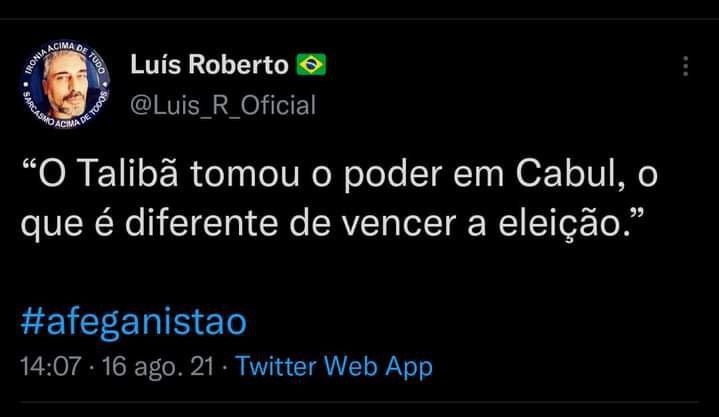 IRONIA ACIMA DE TUDO
SARCASMO ACIMA DE TODOS
Luís Roberto 🇧🇷
@Luis_R_Oficial
“O Talibã tomou o poder em Cabul, o
que é diferente de vencer a eleição.”
#afeganistao
14:07 · 16 ago. 21 · Twitter Web App